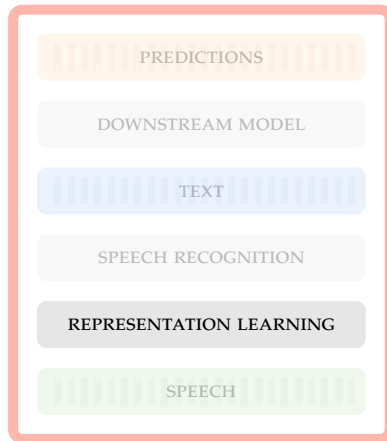 PREDICTIONS
DOWNSTREAM MODEL
TEXT
SPEECH RECOGNITION
REPRESENTATION LEARNING
SPEECH